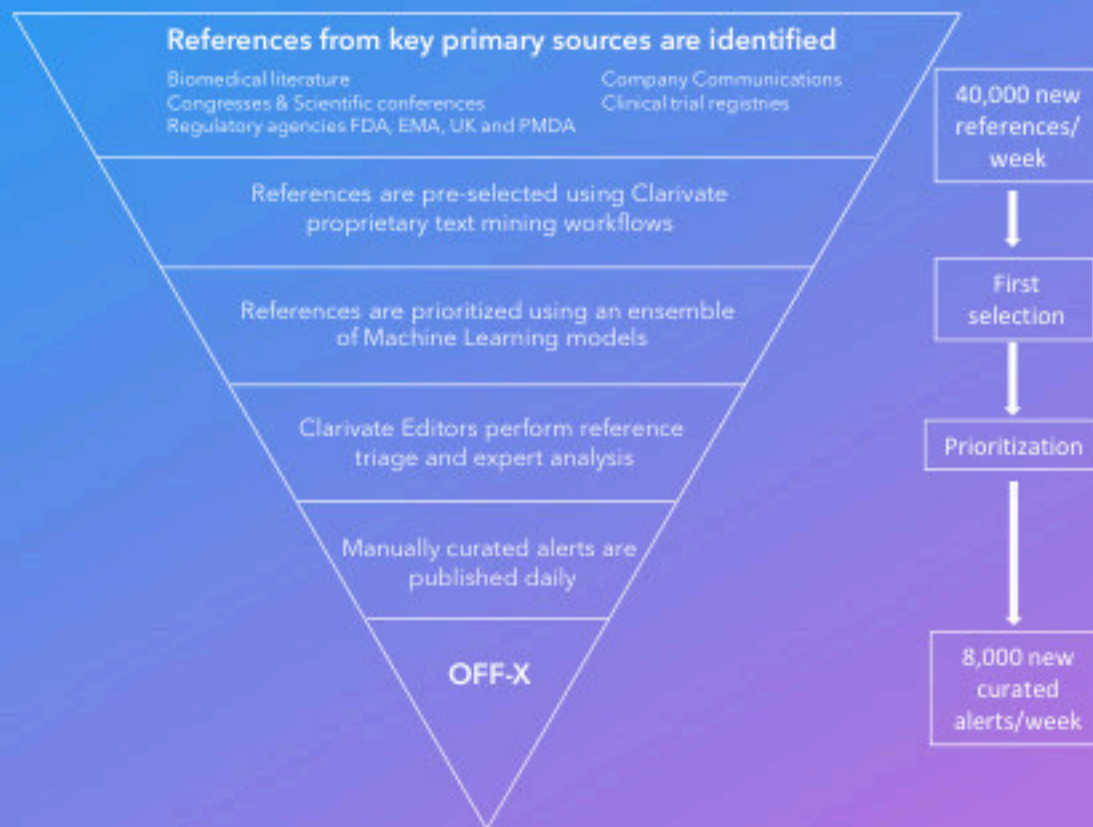 References from key primary sources are identified
Biomedical literature
Congresses & Scientific conferences
Regulatory agencies FDA, EMA, UK and PMDA
Company Communications
Clinical trial registries
40,000 new
references/
week
References are pre-selected using Clarivate
proprietary text mining workflows
First
selection
References are prioritized using an ensemble
of Machine Learning models
Clarivate Editors perform reference
triage and expert analysis
Prioritization
Manually curated alerts are
published daily
OFF-X
8,000 new
curated
alerts/week